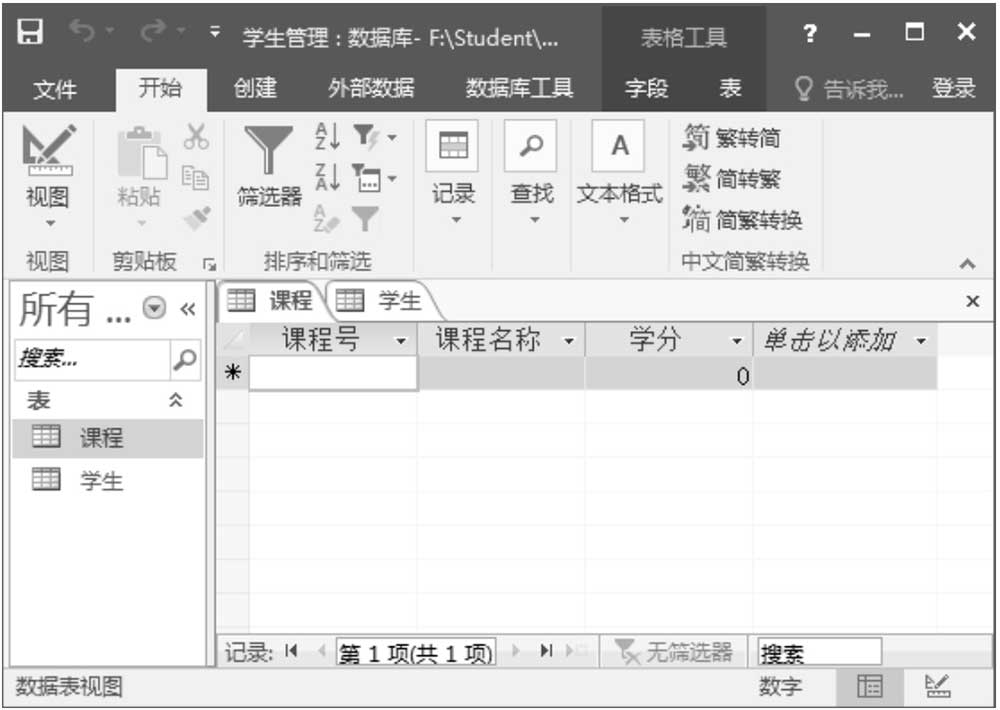 学生管理 : 数据库- F:\Student\...
表格工具
?
文件 开始 创建 外部数据 数据库工具 字段 表 告诉我... 登录
视图 粘贴 筛选器 记录 查找 A 文本格式
简 繁转简
繁 简转繁
简 简繁转换
视图 剪贴板 排序和筛选 中文简繁转换
所有 ... «
搜索...
表
课程
学生
课程 学生
课程号 课程名称 学分 单击以添加
0
记录: 第 1 项(共 1 项) 无筛选器 搜索
数据表视图 数字